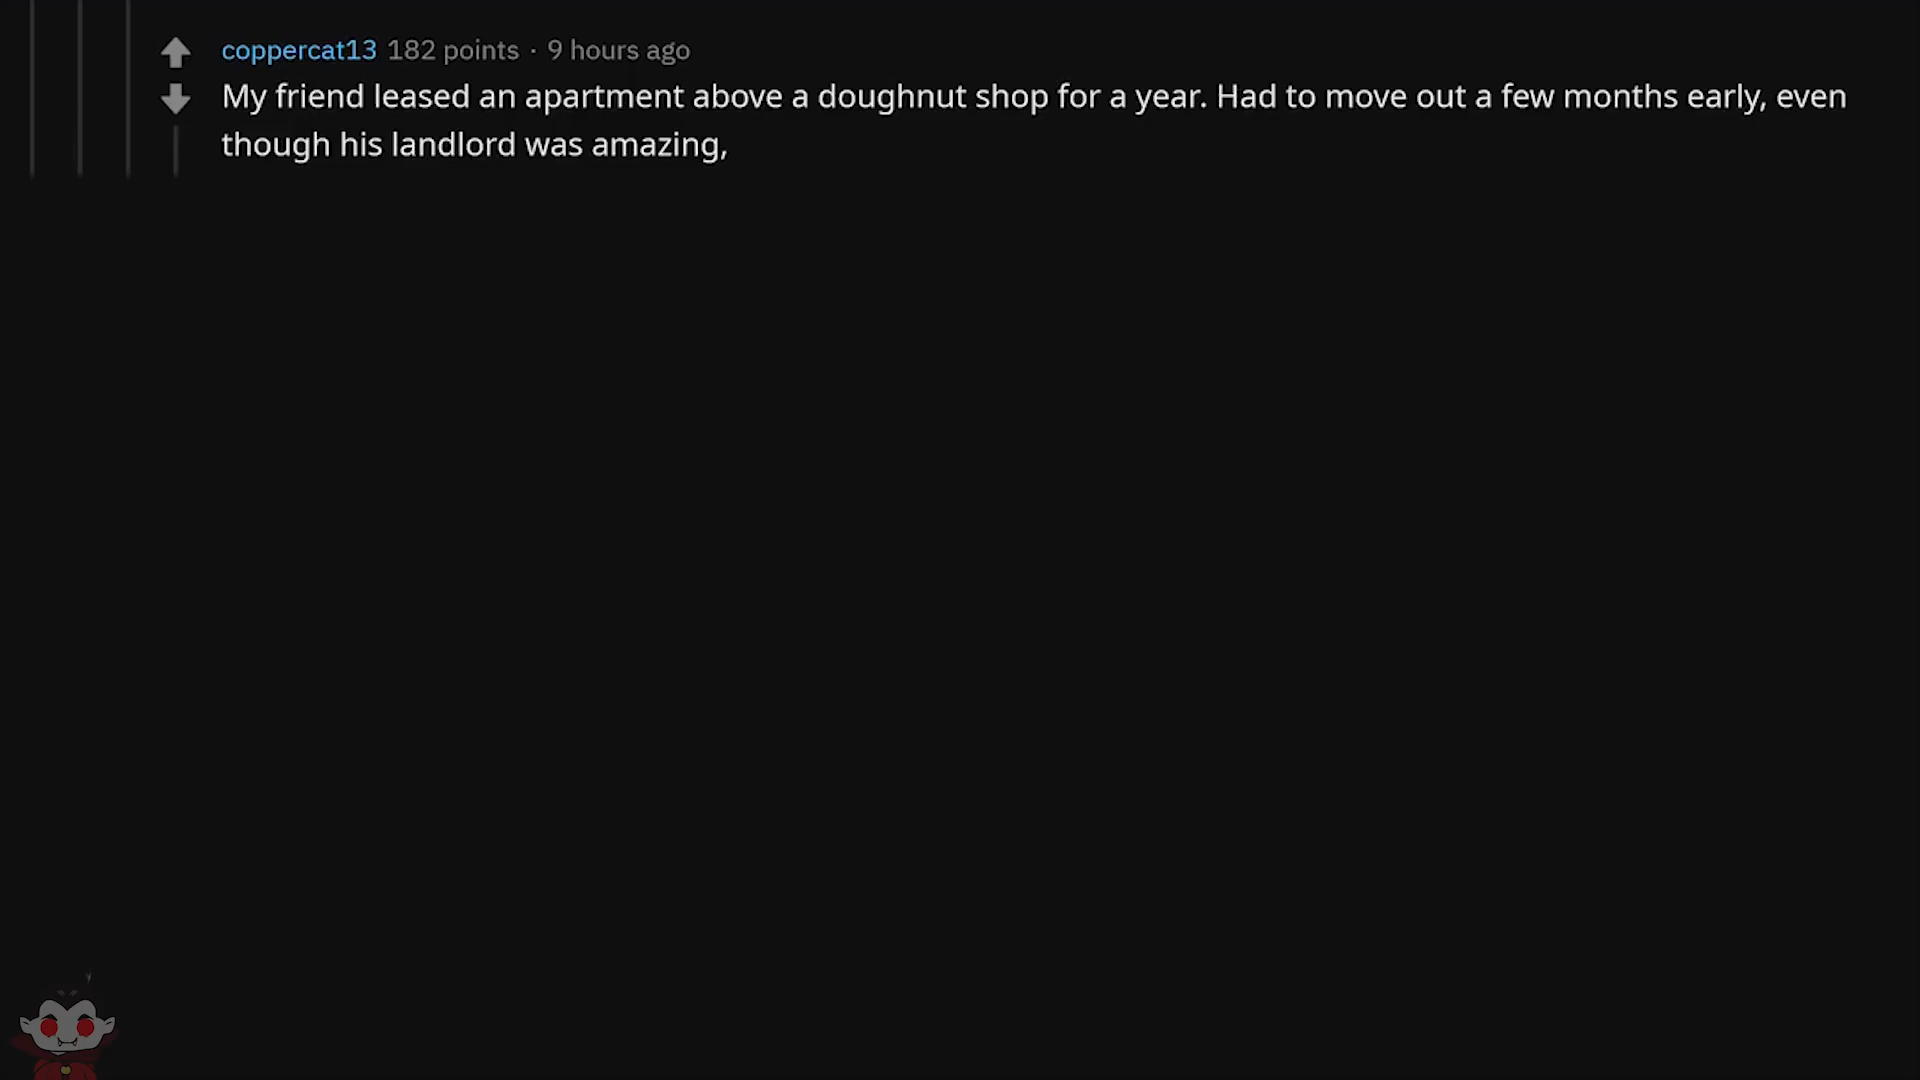 coppercat13 182 points · 9 hours ago
My friend leased an apartment above a doughnut shop for a year. Had to move out a few months early, even
though his landlord was amazing,